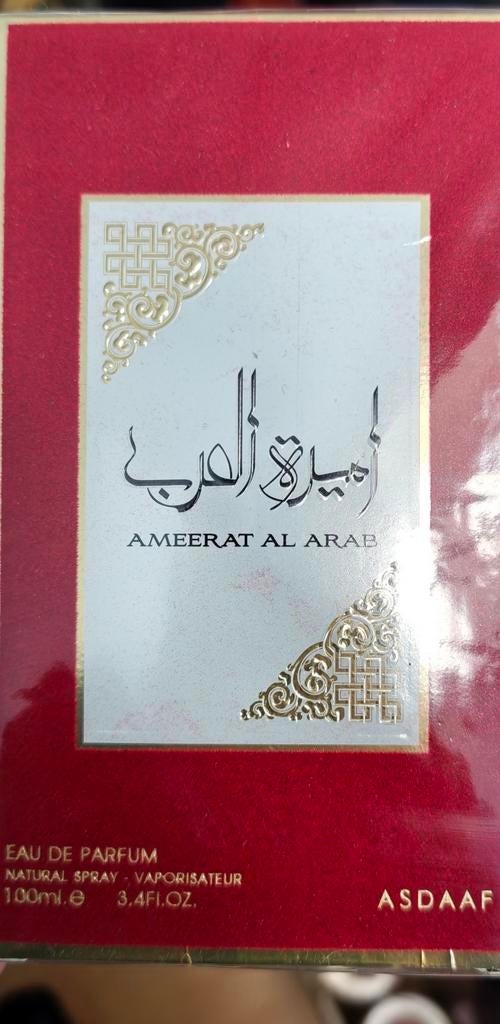 أميرة العرب
AMEERAT AL ARAB
EAU DE PARFUM
NATURAL SPRAY - VAPORISATEUR
100ml.e 3.4Fl.OZ.
ASDAAF